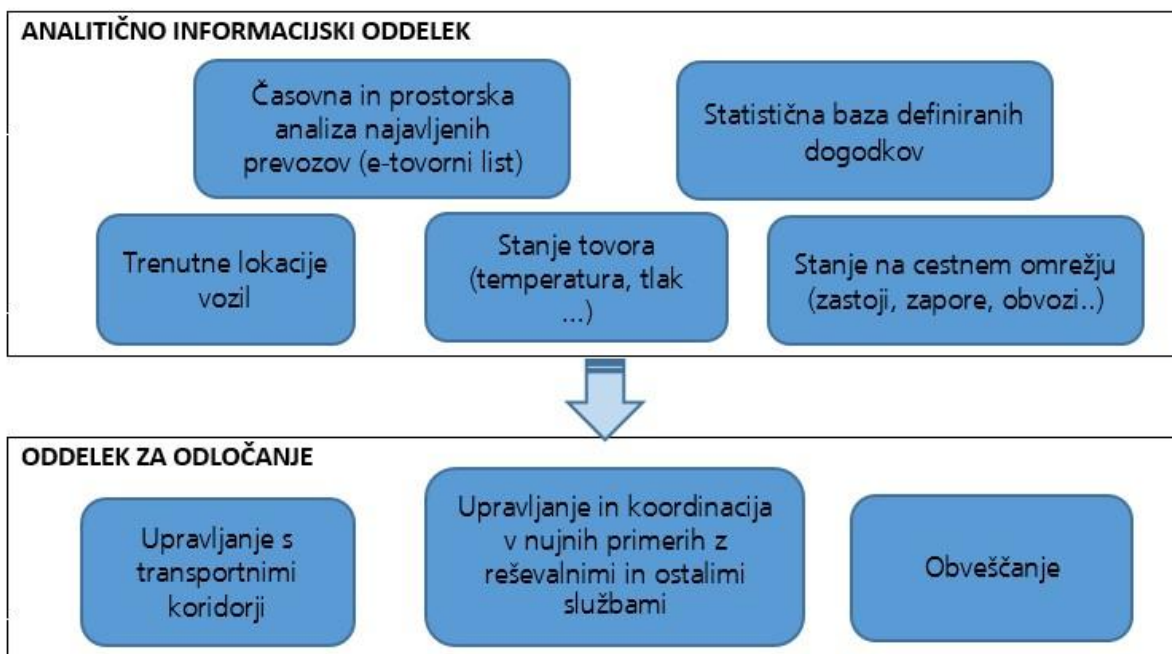 ANALITIČNO INFORMACIJSKI ODDELEK
Časovna in prostorska
analiza najavljenih
prevozov (e-tovorni list)
Statistična baza definiranih
dogodkov
Trenutne lokacije
vozil
Stanje tovora
(temperatura, tlak
...)
Stanje na cestnem omrežju
(zastoji, zapore, obvozi..)
ODDELEK ZA ODLOČANJE
Upravljanje s
transportnimi
koridorji
Upravljanje in koordinacija
v nujnih primerih z
reševalnimi in ostalimi
službami
Obveščanje